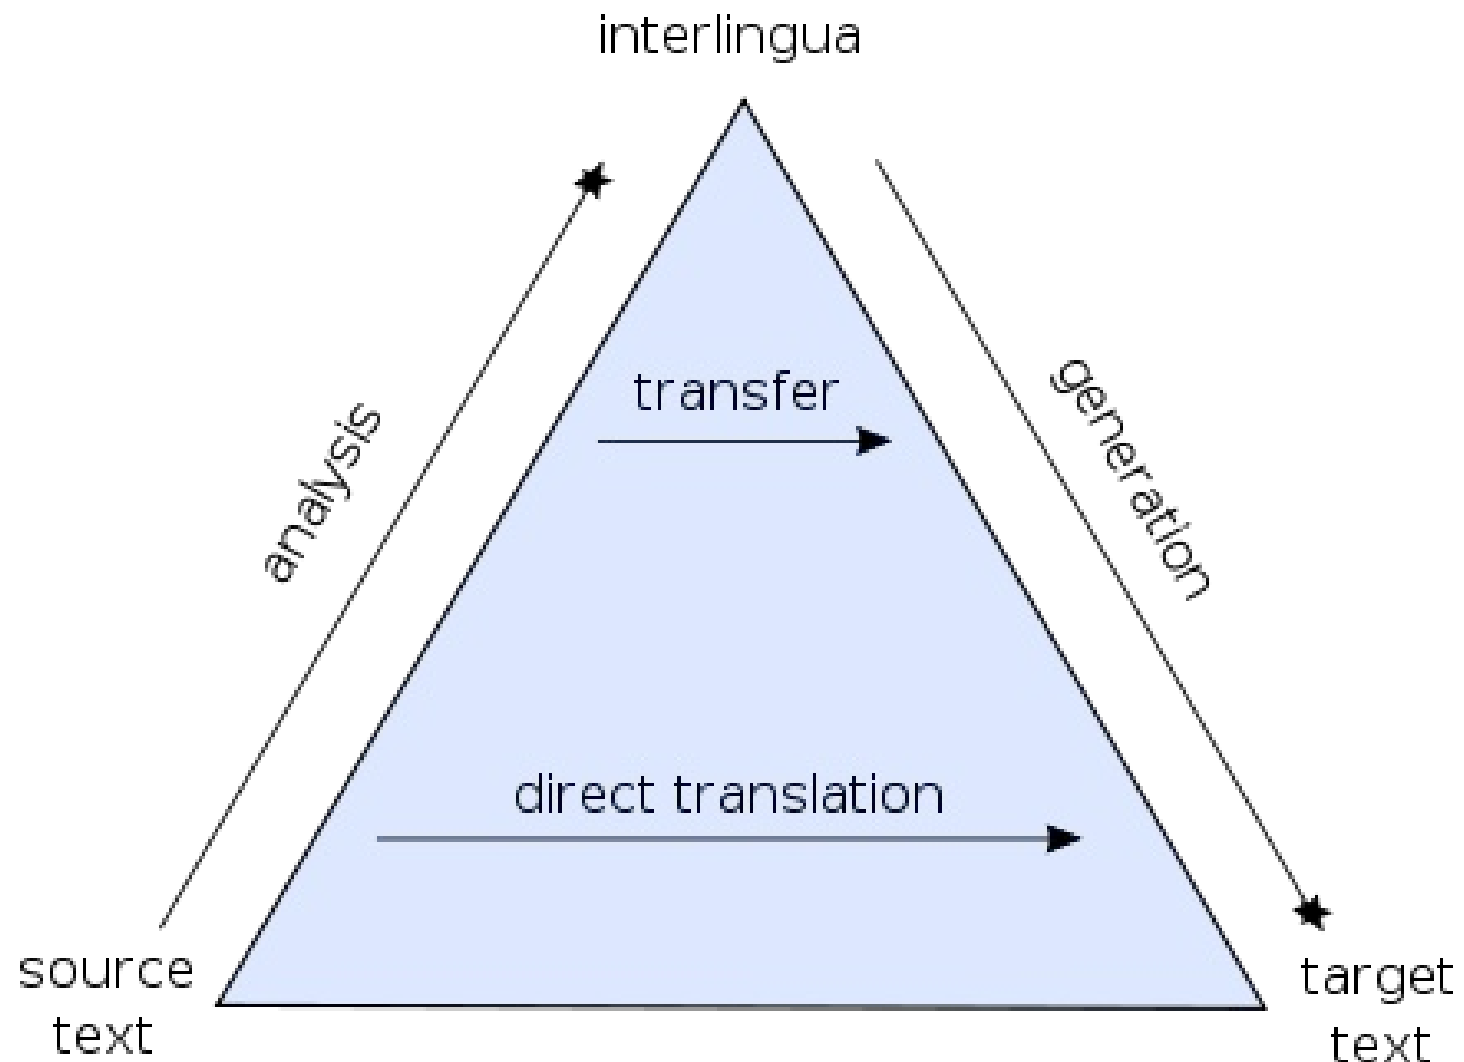 interlingua
transfer
analysis
generation
direct translation
source
text
target
text